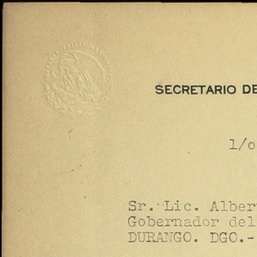 SECRETARIO DE
1/o
Sr. Lic. Alber
Gobernador del
DURANGO. DGO.-